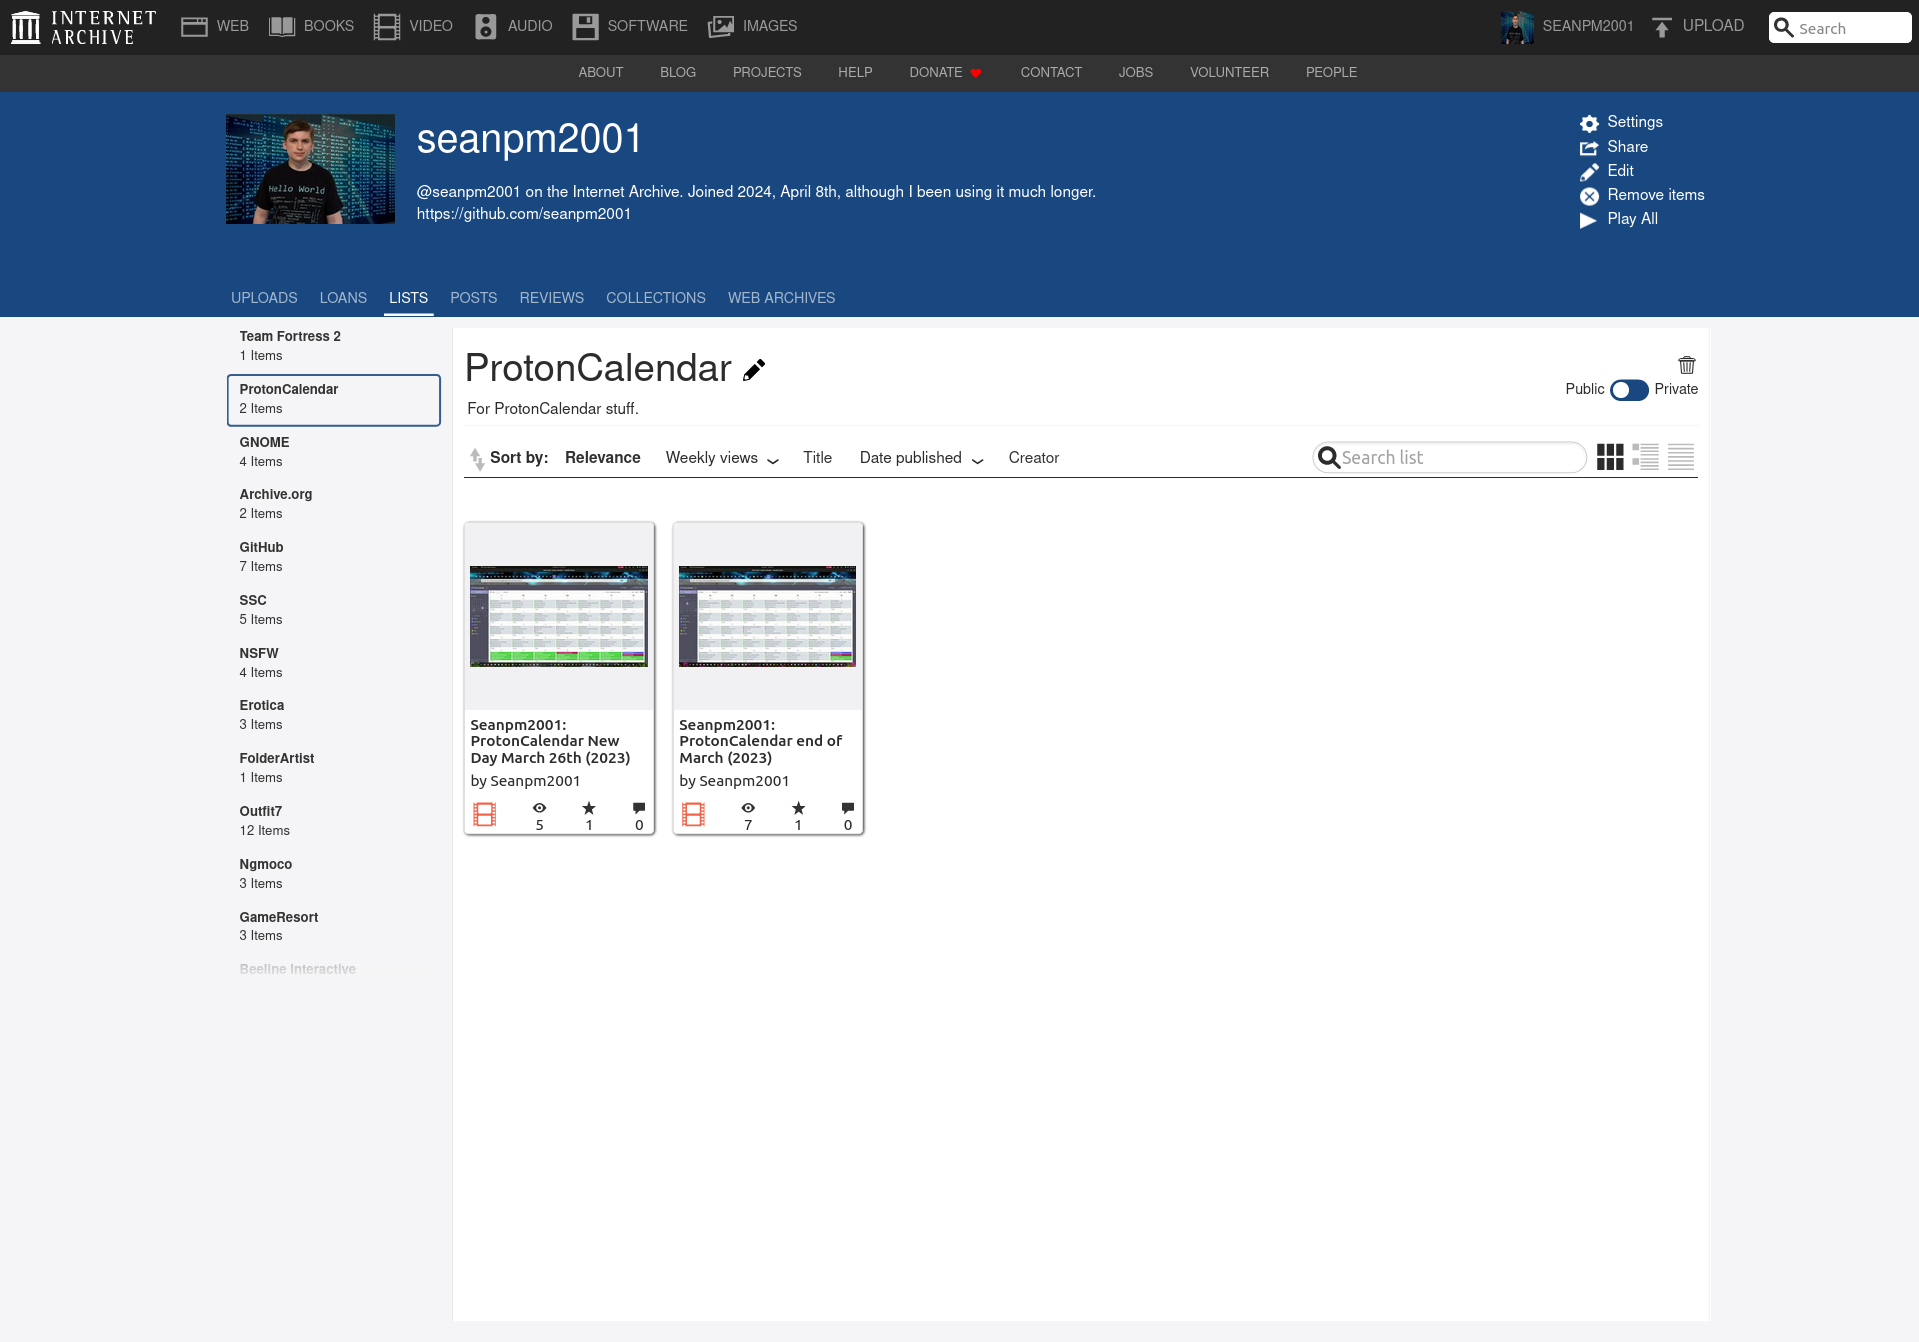 INTERNET
ARCHIVE
WEB
BOOKS
VIDEO
AUDIO
SOFTWARE
IMAGES
SEANPM2001
UPLOAD
Search
ABOUT
BLOG
PROJECTS
HELP
DONATE
CONTACT
JOBS
VOLUNTEER
PEOPLE
Hello World
seanpm2001
@seanpm2001 on the Internet Archive. Joined 2024, April 8th, although I been using it much longer.
https://github.com/seanpm2001
Settings
Share
Edit
Remove items
Play All
UPLOADS
LOANS
LISTS
POSTS
REVIEWS
COLLECTIONS
WEB ARCHIVES
Team Fortress 2
1 Items
ProtonCalendar
2 Items
GNOME
4 Items
Archive.org
2 Items
GitHub
7 Items
SSC
5 Items
NSFW
4 Items
Erotica
3 Items
FolderArtist
1 Items
Outfit7
12 Items
Ngmoco
3 Items
GameResort
3 Items
Beeline Interactive
ProtonCalendar
For ProtonCalendar stuff.
Public
Private
Sort by:
Relevance
Weekly views
Title
Date published
Creator
Search list
Seanpm2001:
ProtonCalendar New
Day March 26th (2023)
by Seanpm2001
5
1
0
Seanpm2001:
ProtonCalendar end of
March (2023)
by Seanpm2001
7
1
0